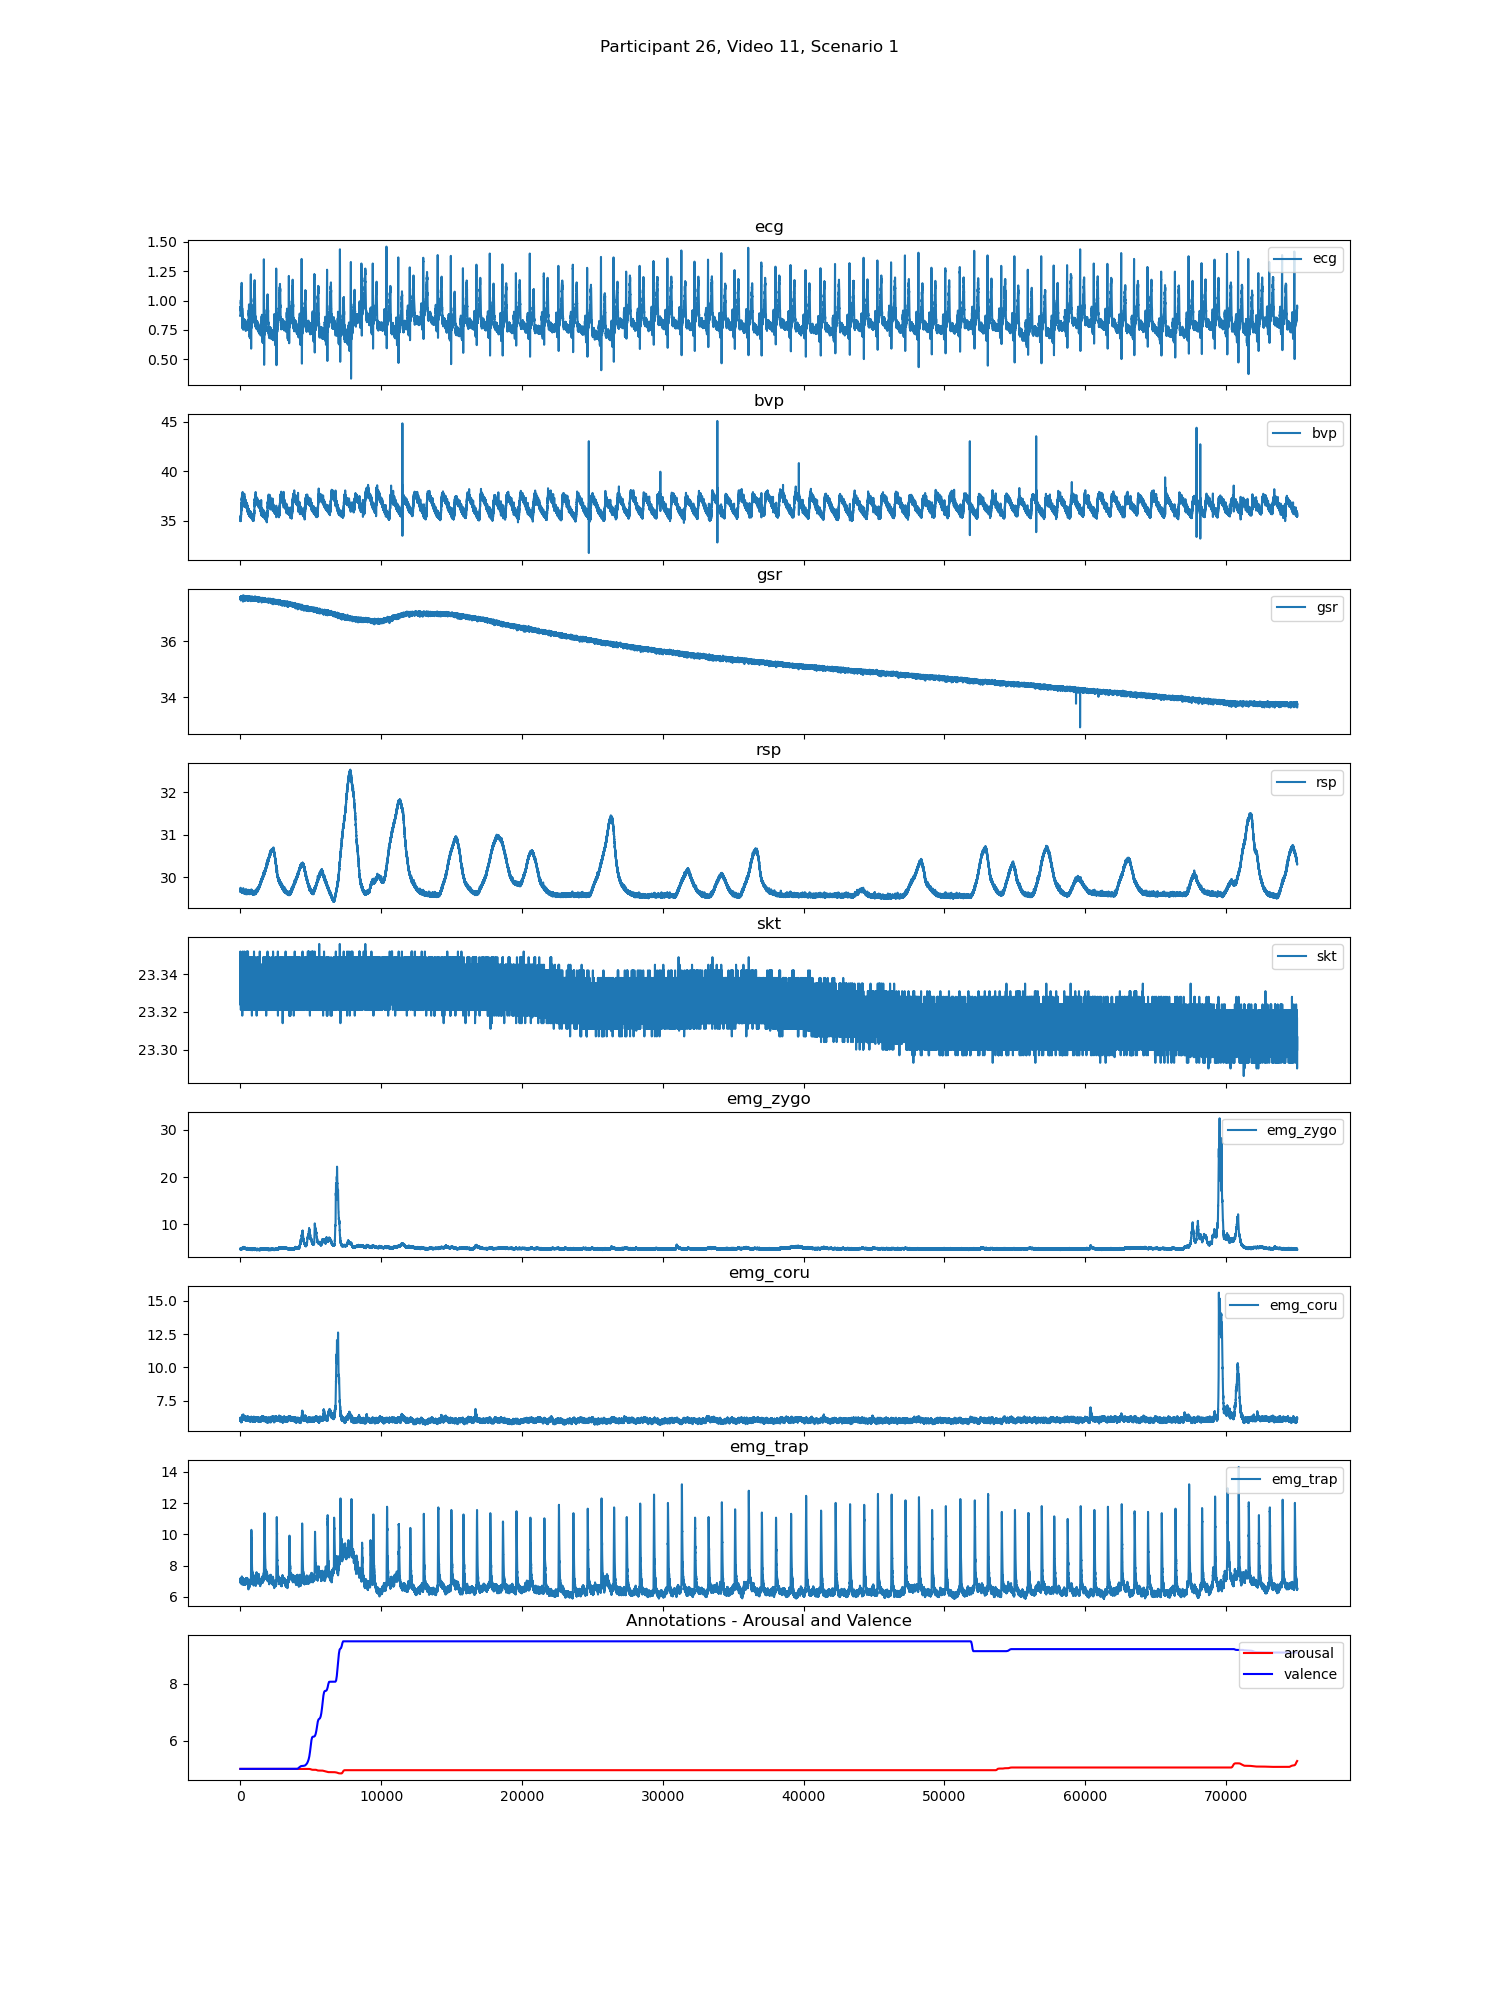 Participant 26, Video 11, Scenario 1
ecg
1.50
1.25
1.00
0.75
0.50
ecg
bvp
45
40
35
bvp
gsr
36
34
gsr
rsp
32
31
30
rsp
skt
23.34
23.32
23.30
skt
emg_zygo
30
20
10
emg_zygo
emg_coru
15.0
12.5
10.0
7.5
emg_coru
emg_trap
14
12
10
8
6
emg_trap
Annotations - Arousal and Valence
8
6
arousal
valence
0 10000 20000 30000 40000 50000 60000 70000